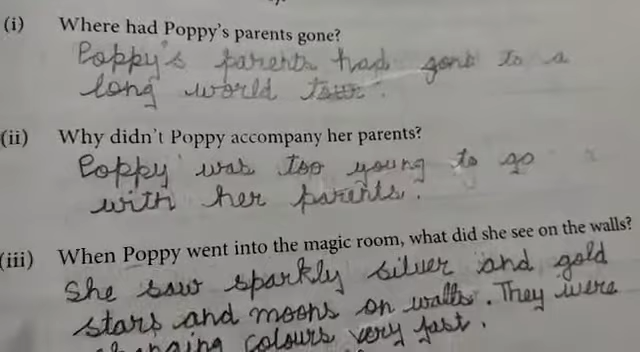 (i) Where had Poppy's parents gone?
Poppy's parents had gone to a
long world tour.
(ii) Why didn't Poppy accompany her parents?
Poppy was too young to go
with her parents.
(iii) When Poppy went into the magic room, what did she see on the walls?
She saw sparkly silver and gold
stars and moons on walls. They were
changing colours very fast.